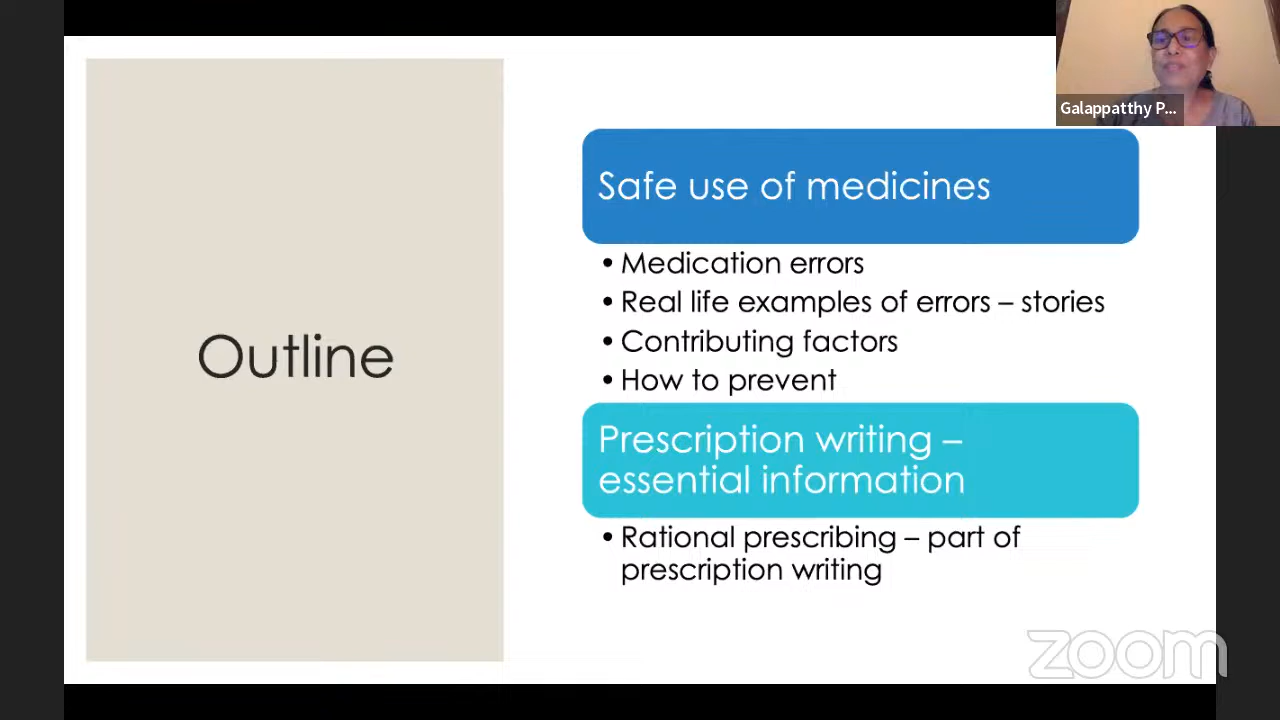 Outline
Safe use of medicines
• Medication errors
• Real life examples of errors – stories
• Contributing factors
• How to prevent
Prescription writing –
essential information
• Rational prescribing – part of
prescription writing
Galappatthy P...
zoom